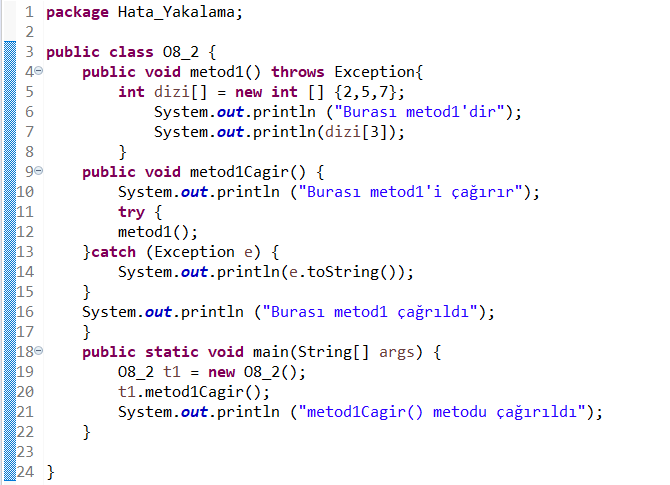 1 package Hata_Yakalama;
2
3 public class O8_2 {
4 public void metod1() throws Exception{
5 int dizi[] = new int [] {2,5,7};
6 System.out.println ("Burası metod1'dir");
7 System.out.println(dizi[3]);
8 }
9 public void metod1Cagir() {
10 System.out.println ("Burası metod1'i çağırır");
11 try {
12 metod1();
13 }catch (Exception e) {
14 System.out.println(e.toString());
15 }
16 System.out.println ("Burası metod1 çağrıldı");
17 }
18 public static void main(String[] args) {
19 O8_2 t1 = new O8_2();
20 t1.metod1Cagir();
21 System.out.println ("metod1Cagir() metodu çağırıldı");
22 }
23
24 }